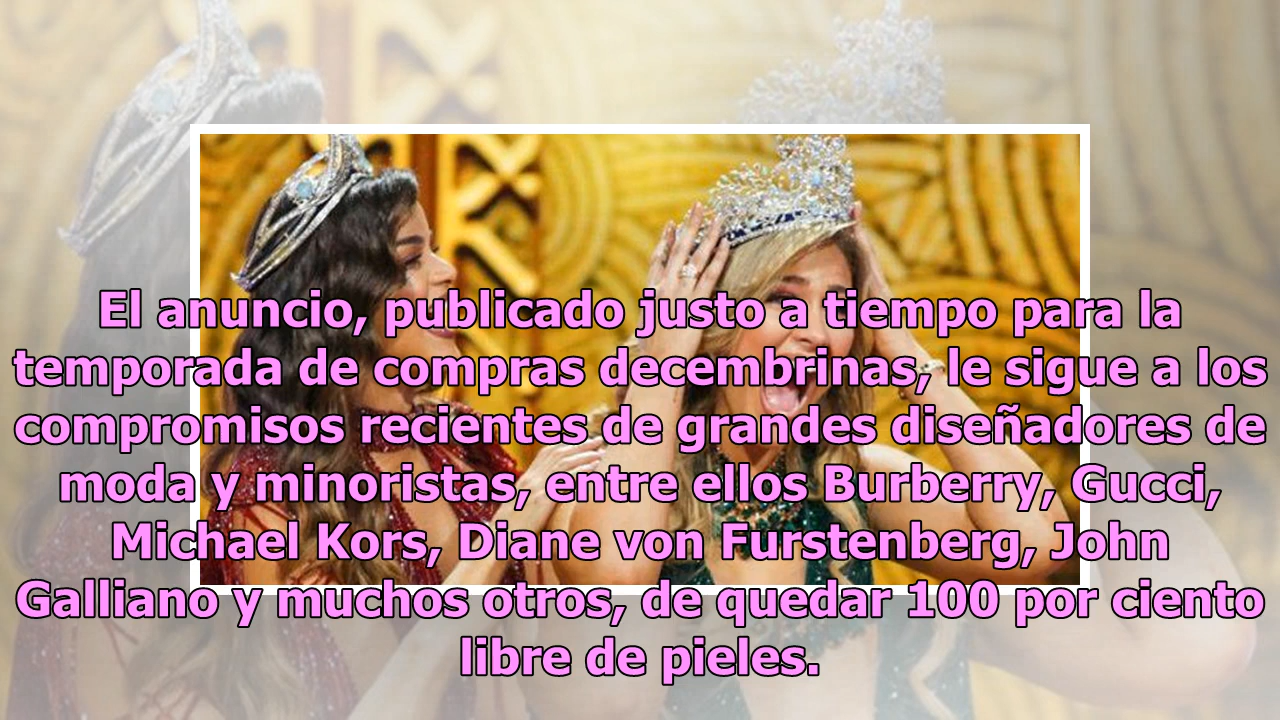 El anuncio, publicado justo a tiempo para la
temporada de compras decembrinas, le sigue a los
compromisos recientes de grandes diseñadores de
moda y minoristas, entre ellos Burberry, Gucci,
Michael Kors, Diane von Furstenberg, John
Galliano y muchos otros, de quedar 100 por ciento
libre de pieles.